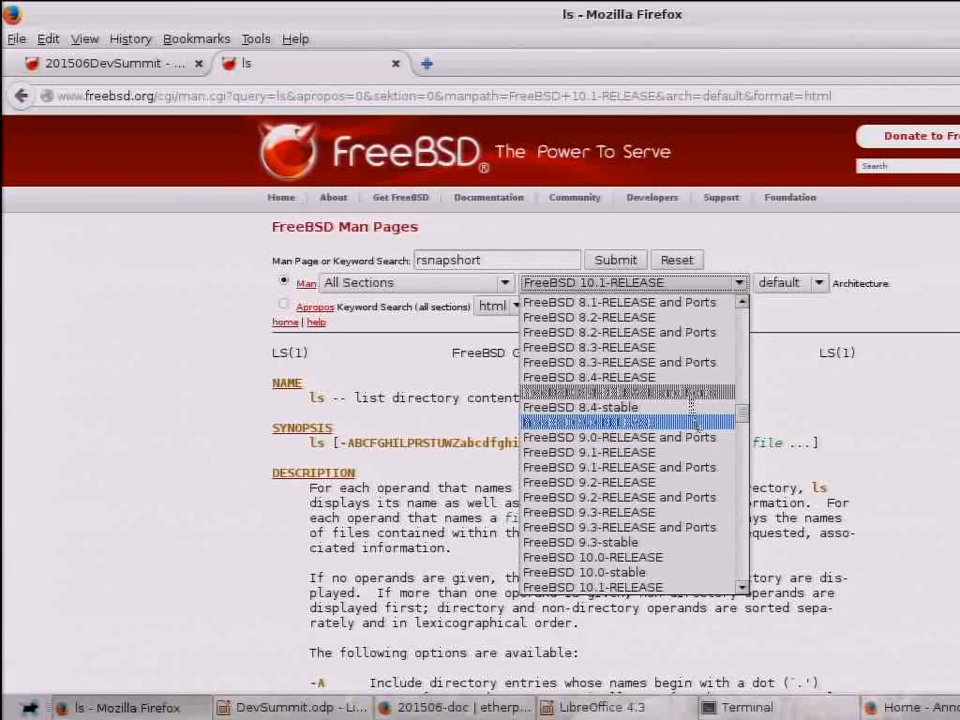 ls - Mozilla Firefox
File Edit View History Bookmarks Tools Help
201506DevSummit - ... ls
www.freebsd.org/cgi/man.cgi?query=ls&apropos=0&sektion=0&manpath=FreeBSD+10.1-RELEASE&arch=default&format=html
FreeBSD® The Power To Serve
Donate to Fre
Search
Home About Get FreeBSD Documentation Community Developers Support Foundation
FreeBSD Man Pages
Man Page or Keyword Search: rsnapshort Submit Reset
Man All Sections FreeBSD 10.1-RELEASE default Architecture
Apropos Keyword Search (all sections) html
home | help
FreeBSD 8.1-RELEASE and Ports
FreeBSD 8.2-RELEASE
FreeBSD 8.2-RELEASE and Ports
FreeBSD 8.3-RELEASE
FreeBSD 8.3-RELEASE and Ports
FreeBSD 8.4-RELEASE
FreeBSD 8.4-stable
FreeBSD 9.0-RELEASE and Ports
FreeBSD 9.1-RELEASE
FreeBSD 9.1-RELEASE and Ports
FreeBSD 9.2-RELEASE
FreeBSD 9.2-RELEASE and Ports
FreeBSD 9.3-RELEASE
FreeBSD 9.3-RELEASE and Ports
FreeBSD 9.3-stable
FreeBSD 10.0-RELEASE
FreeBSD 10.0-stable
FreeBSD 10.1-RELEASE
LS(1) FreeBSD G LS(1)
NAME
ls -- list directory content
SYNOPSIS
ls [-ABCFGHILPRSTUWZabcdfghi file ...]
DESCRIPTION
For each operand that names rectory, ls
displays its name as well as ormation. For
each operand that names a fi ys the names
of files contained within th equested, asso-
ciated information.
If no operands are given, th ctory are dis-
played. If more than one operand is given, non-directory operands are
displayed first; directory and non-directory operands are sorted sepa-
rately and in lexicographical order.
The following options are available:
-A Include directory entries whose names begin with a dot (`.')
ls - Mozilla Firefox DevSummit.odp - Li... 201506-doc | etherp... LibreOffice 4.3 Terminal Home - Anno